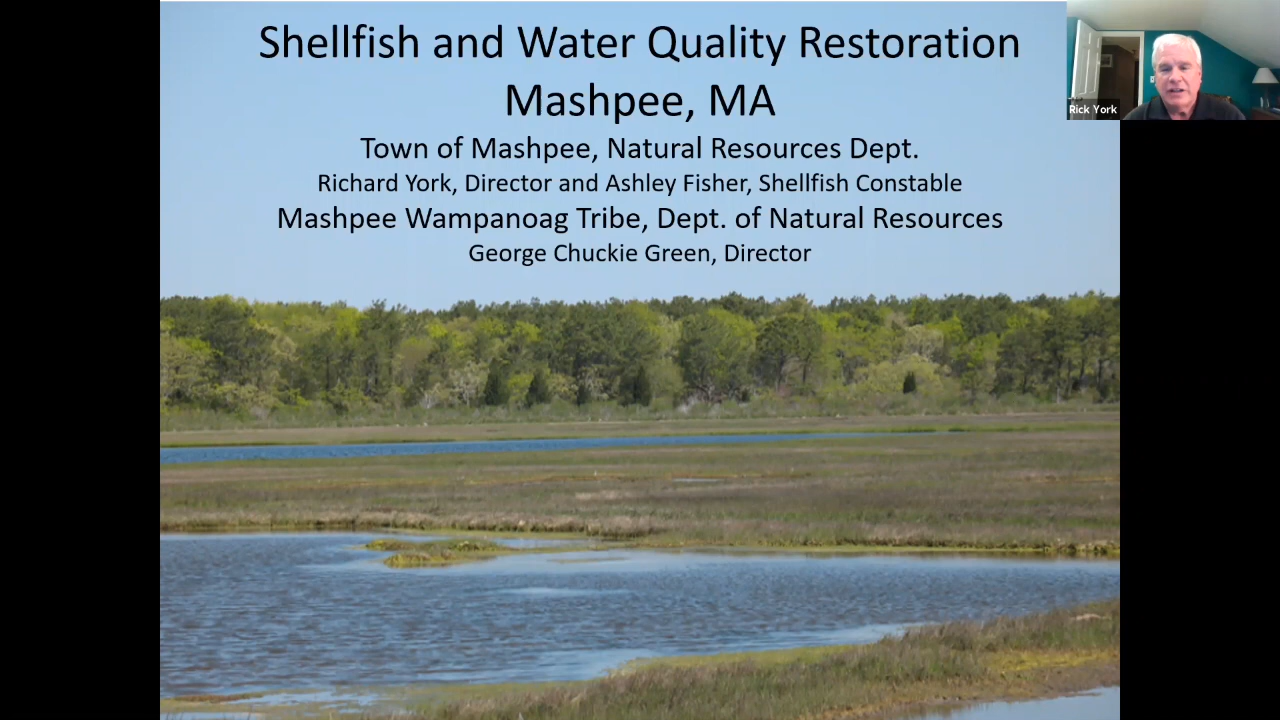 Shellfish and Water Quality Restoration
Mashpee, MA
Town of Mashpee, Natural Resources Dept.
Richard York, Director and Ashley Fisher, Shellfish Constable
Mashpee Wampanoag Tribe, Dept. of Natural Resources
George Chuckie Green, Director
Rick York